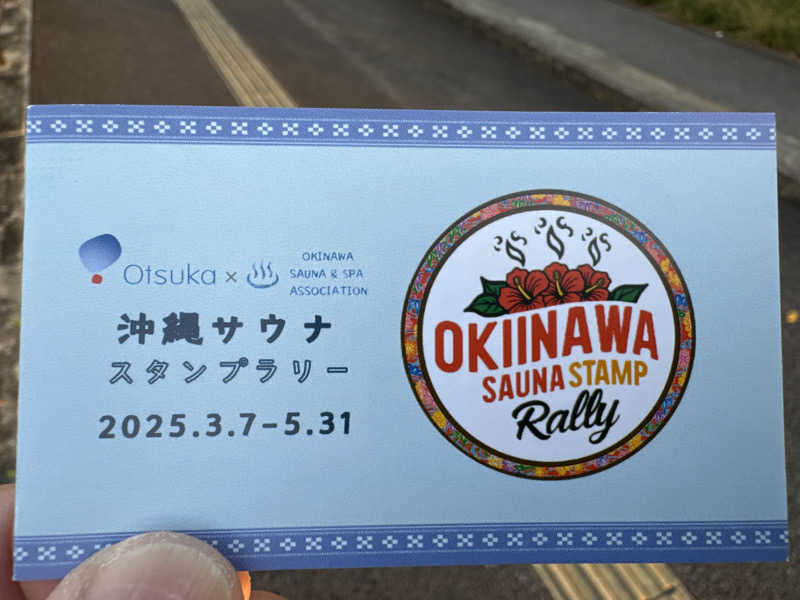 Otsuka ×
OKINAWA
SAUNA & SPA
ASSOCIATION
沖縄サウナ
スタンプラリー
2025.3.7-5.31
OKIINAWA
SAUNA STAMP
Rally